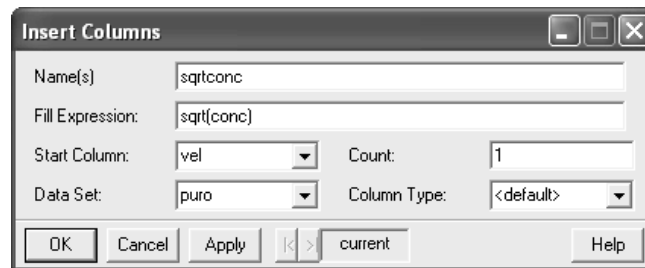 Insert Columns
Name(s) sqrtconc
Fill Expression: sqrt(conc)
Start Column: vel Count: 1
Data Set: puro Column Type: <default>
OK Cancel Apply current Help